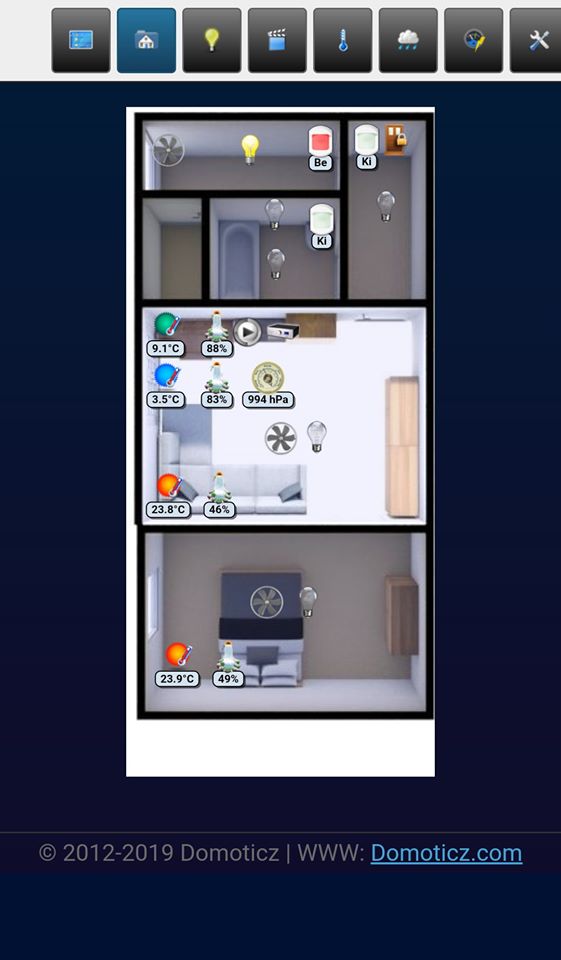 Be
Ki
Ki
9.1°C 88%
3.5°C 83% 994 hPa
23.8°C 46%
23.9°C 49%
© 2012-2019 Domoticz | WWW: Domoticz.com